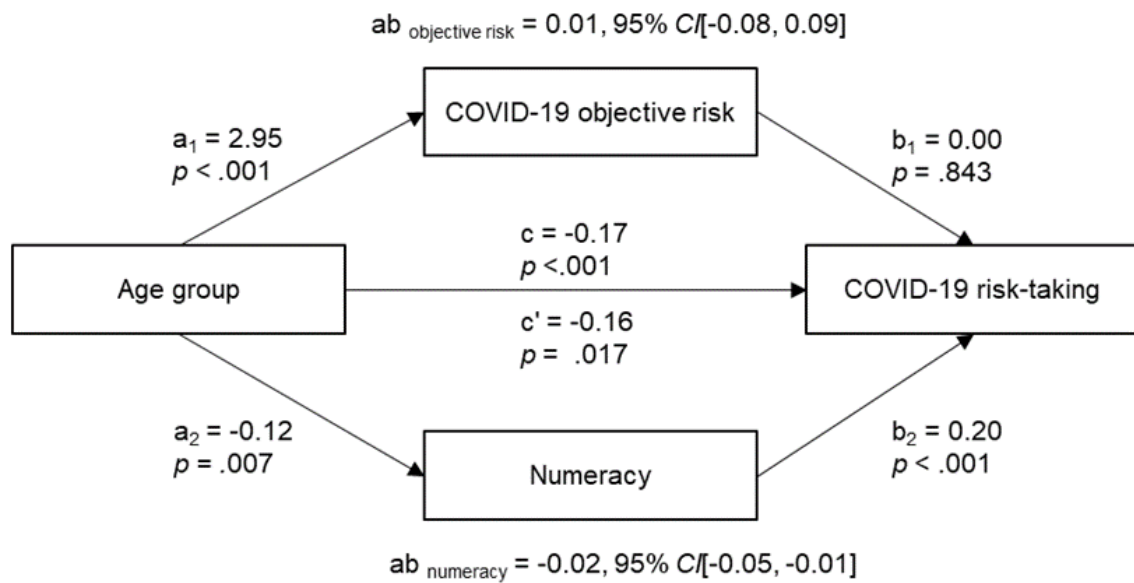 ab objective risk = 0.01, 95% CI[-0.08, 0.09]
COVID-19 objective risk
a1 = 2.95
p < .001
b1 = 0.00
p = .843
c = -0.17
p <.001
Age group
COVID-19 risk-taking
c' = -0.16
p = .017
a2 = -0.12
p = .007
b2 = 0.20
p < .001
Numeracy
ab numeracy = -0.02, 95% CI[-0.05, -0.01]